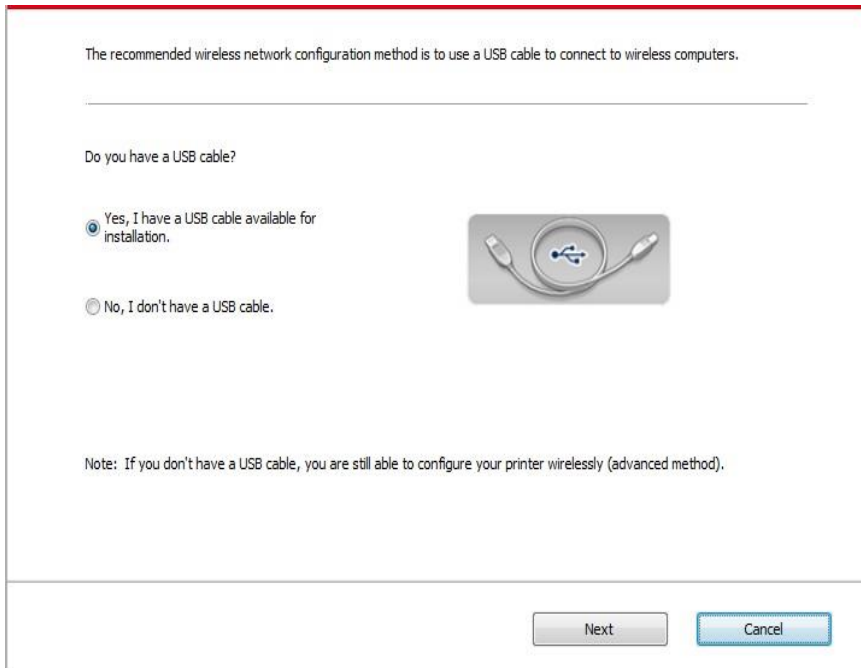 The recommended wireless network configuration method is to use a USB cable to connect to wireless computers.
Do you have a USB cable?
Yes, I have a USB cable available for
installation.
No, I don't have a USB cable.
Note: If you don't have a USB cable, you are still able to configure your printer wirelessly (advanced method).
Next
Cancel